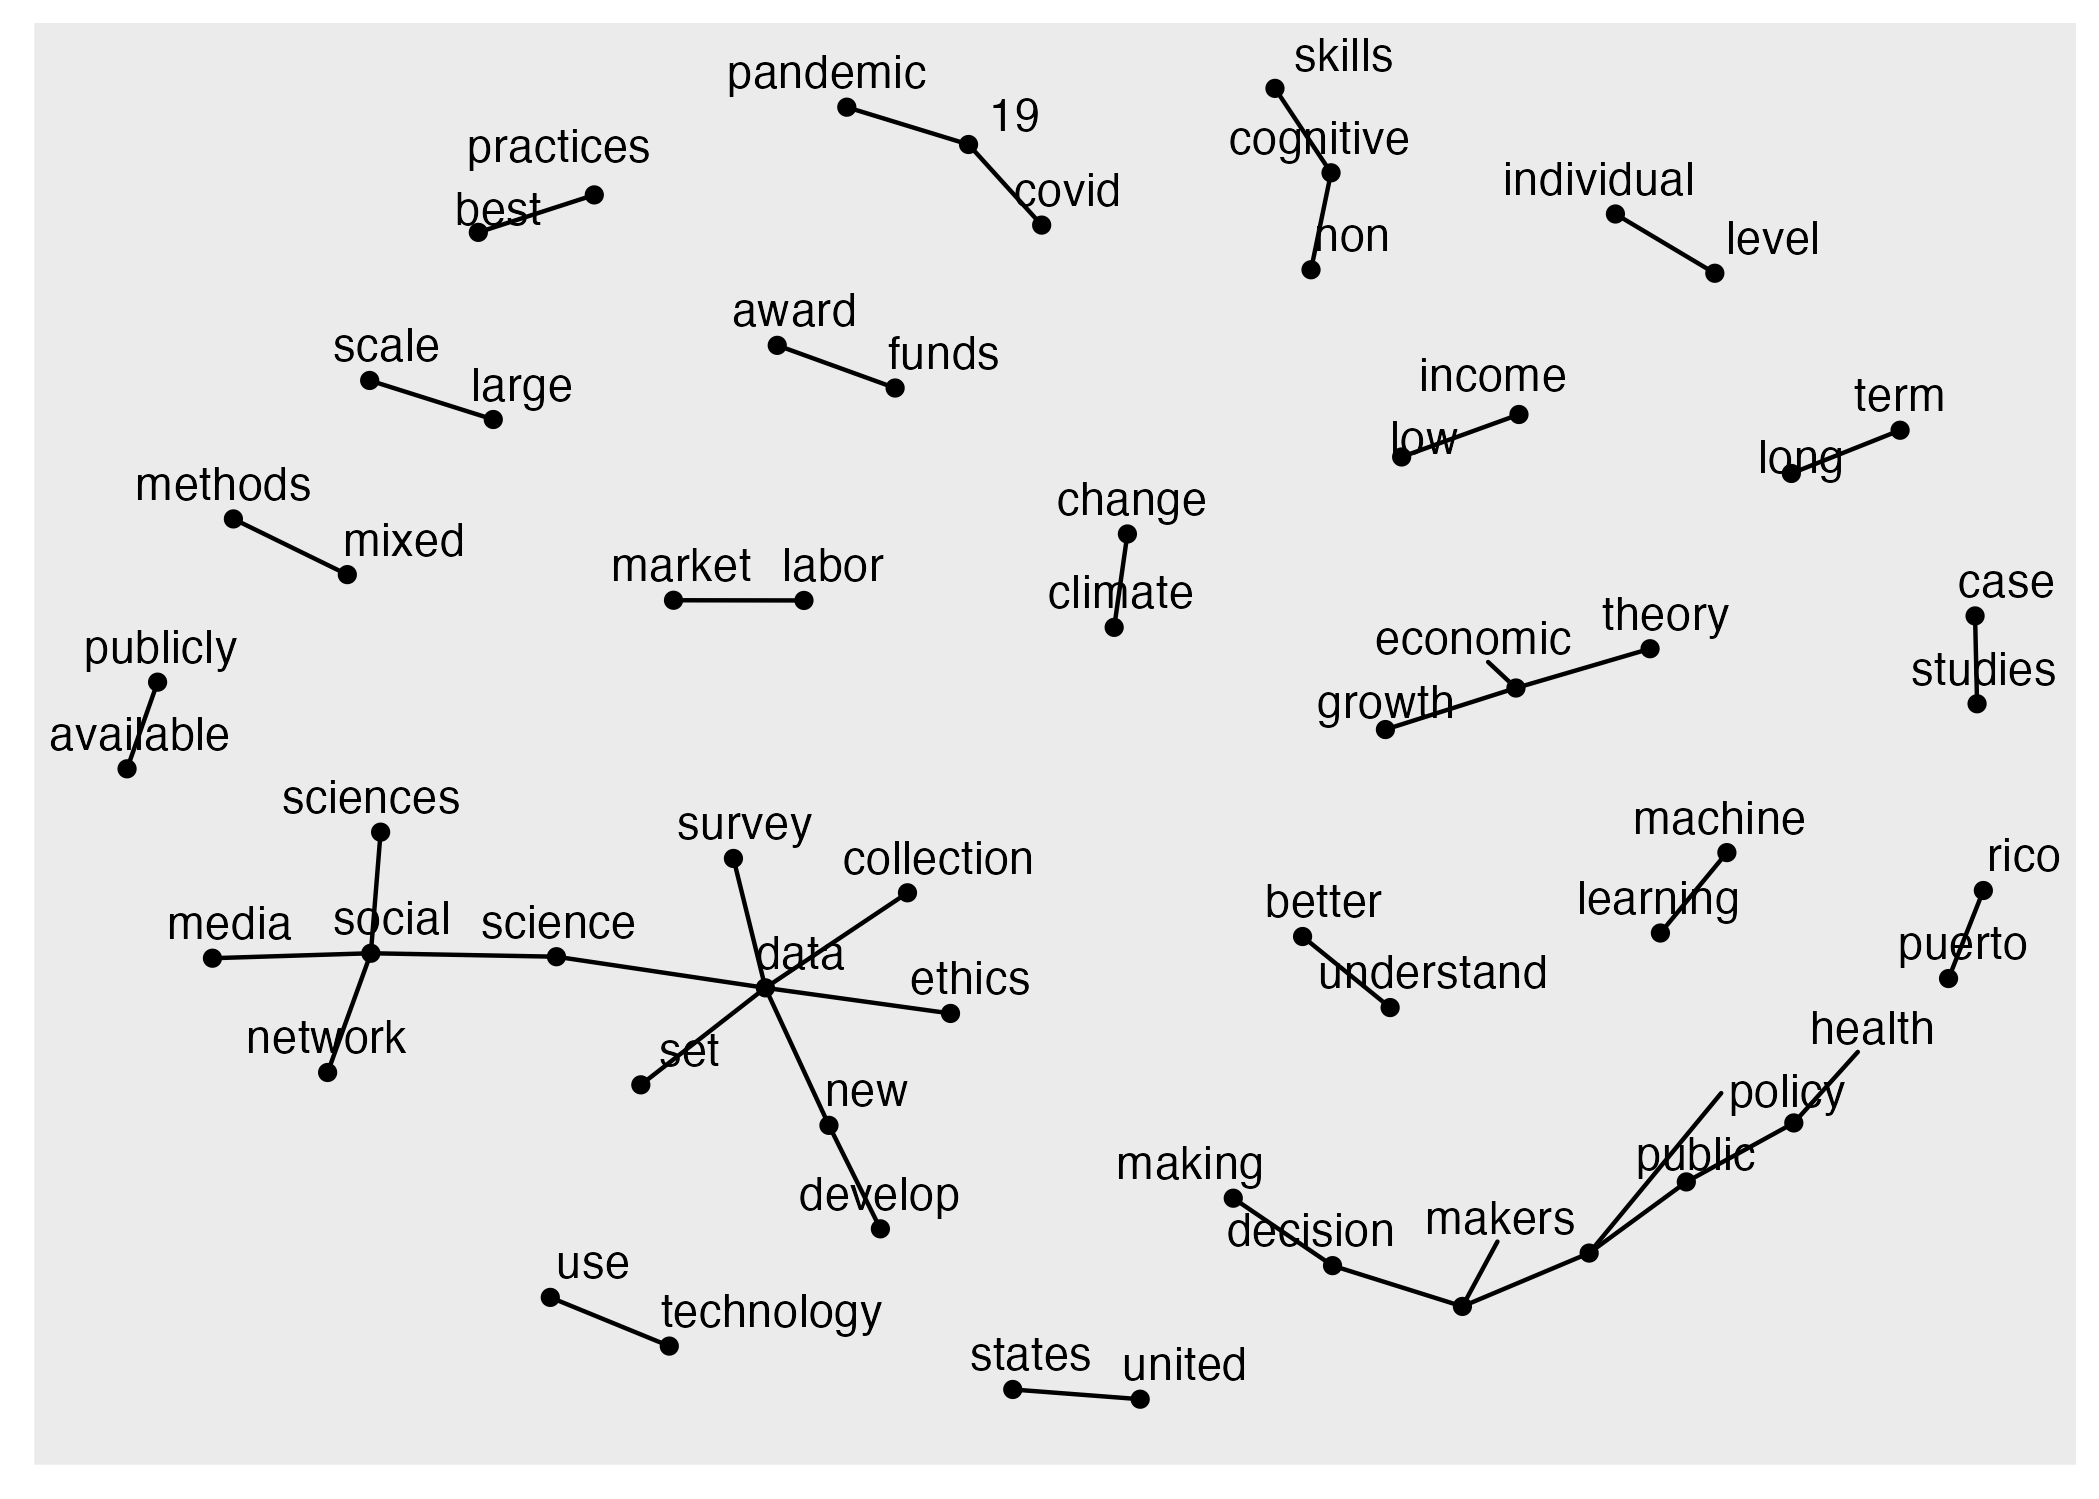 skills
pandemic
19
cognitive
practices
individual
covid
best
non
level
award
scale
funds
income
large
term
low
long
methods
change
mixed
market labor
case
climate
theory
economic
publicly
studies
growth
available
sciences
machine
survey
rico
collection
learning
better
media social science
puerto
data
understand
ethics
health
network
set
new
policy
public
making
develop
makers
decision
use
technology
states united